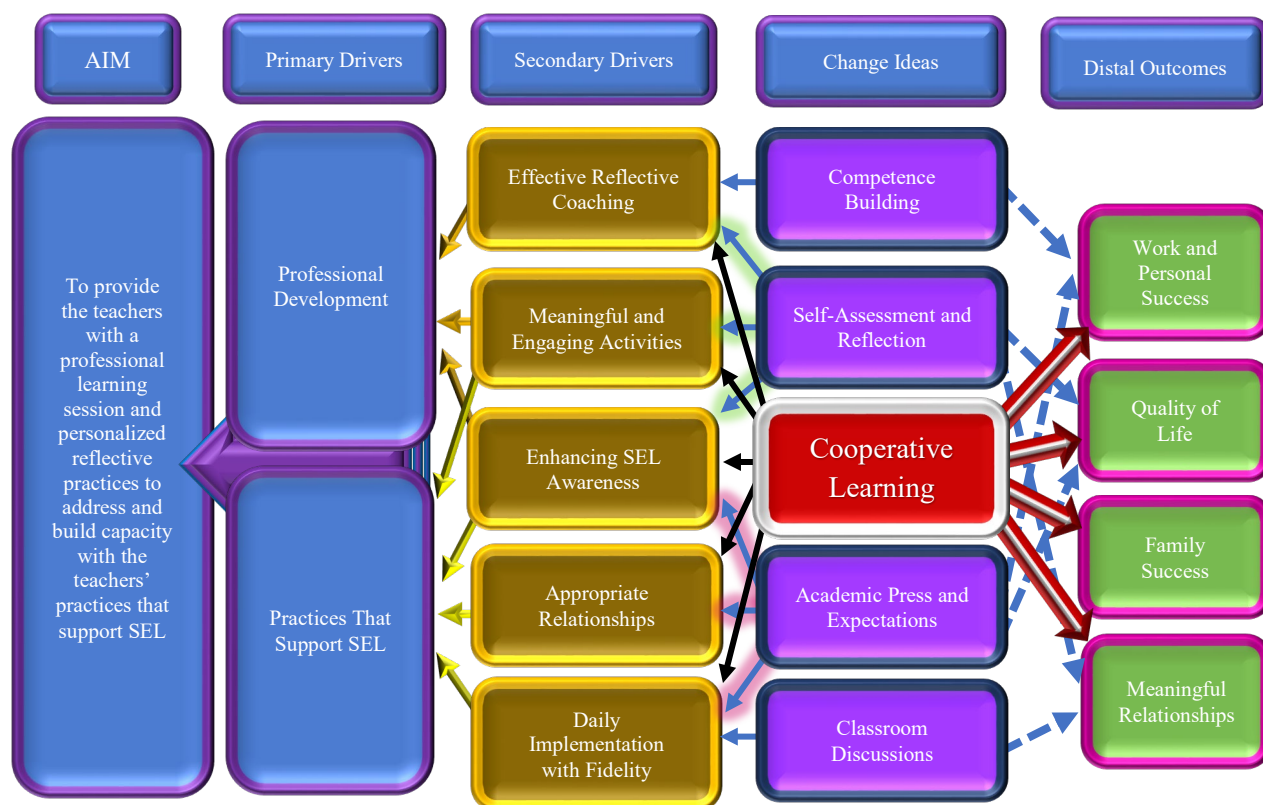 AIM
Primary Drivers
Secondary Drivers
Change Ideas
Distal Outcomes
To provide
the teachers
with a
professional
learning
session and
personalized
reflective
practices to
address and
build capacity
with the
teachers’
practices that
support SEL
Professional
Development
Practices That
Support SEL
Effective Reflective
Coaching
Meaningful and
Engaging Activities
Enhancing SEL
Awareness
Appropriate
Relationships
Daily
Implementation
with Fidelity
Competence
Building
Self-Assessment and
Reflection
Cooperative
Learning
Academic Press and
Expectations
Classroom
Discussions
Work and
Personal
Success
Quality of
Life
Family
Success
Meaningful
Relationships